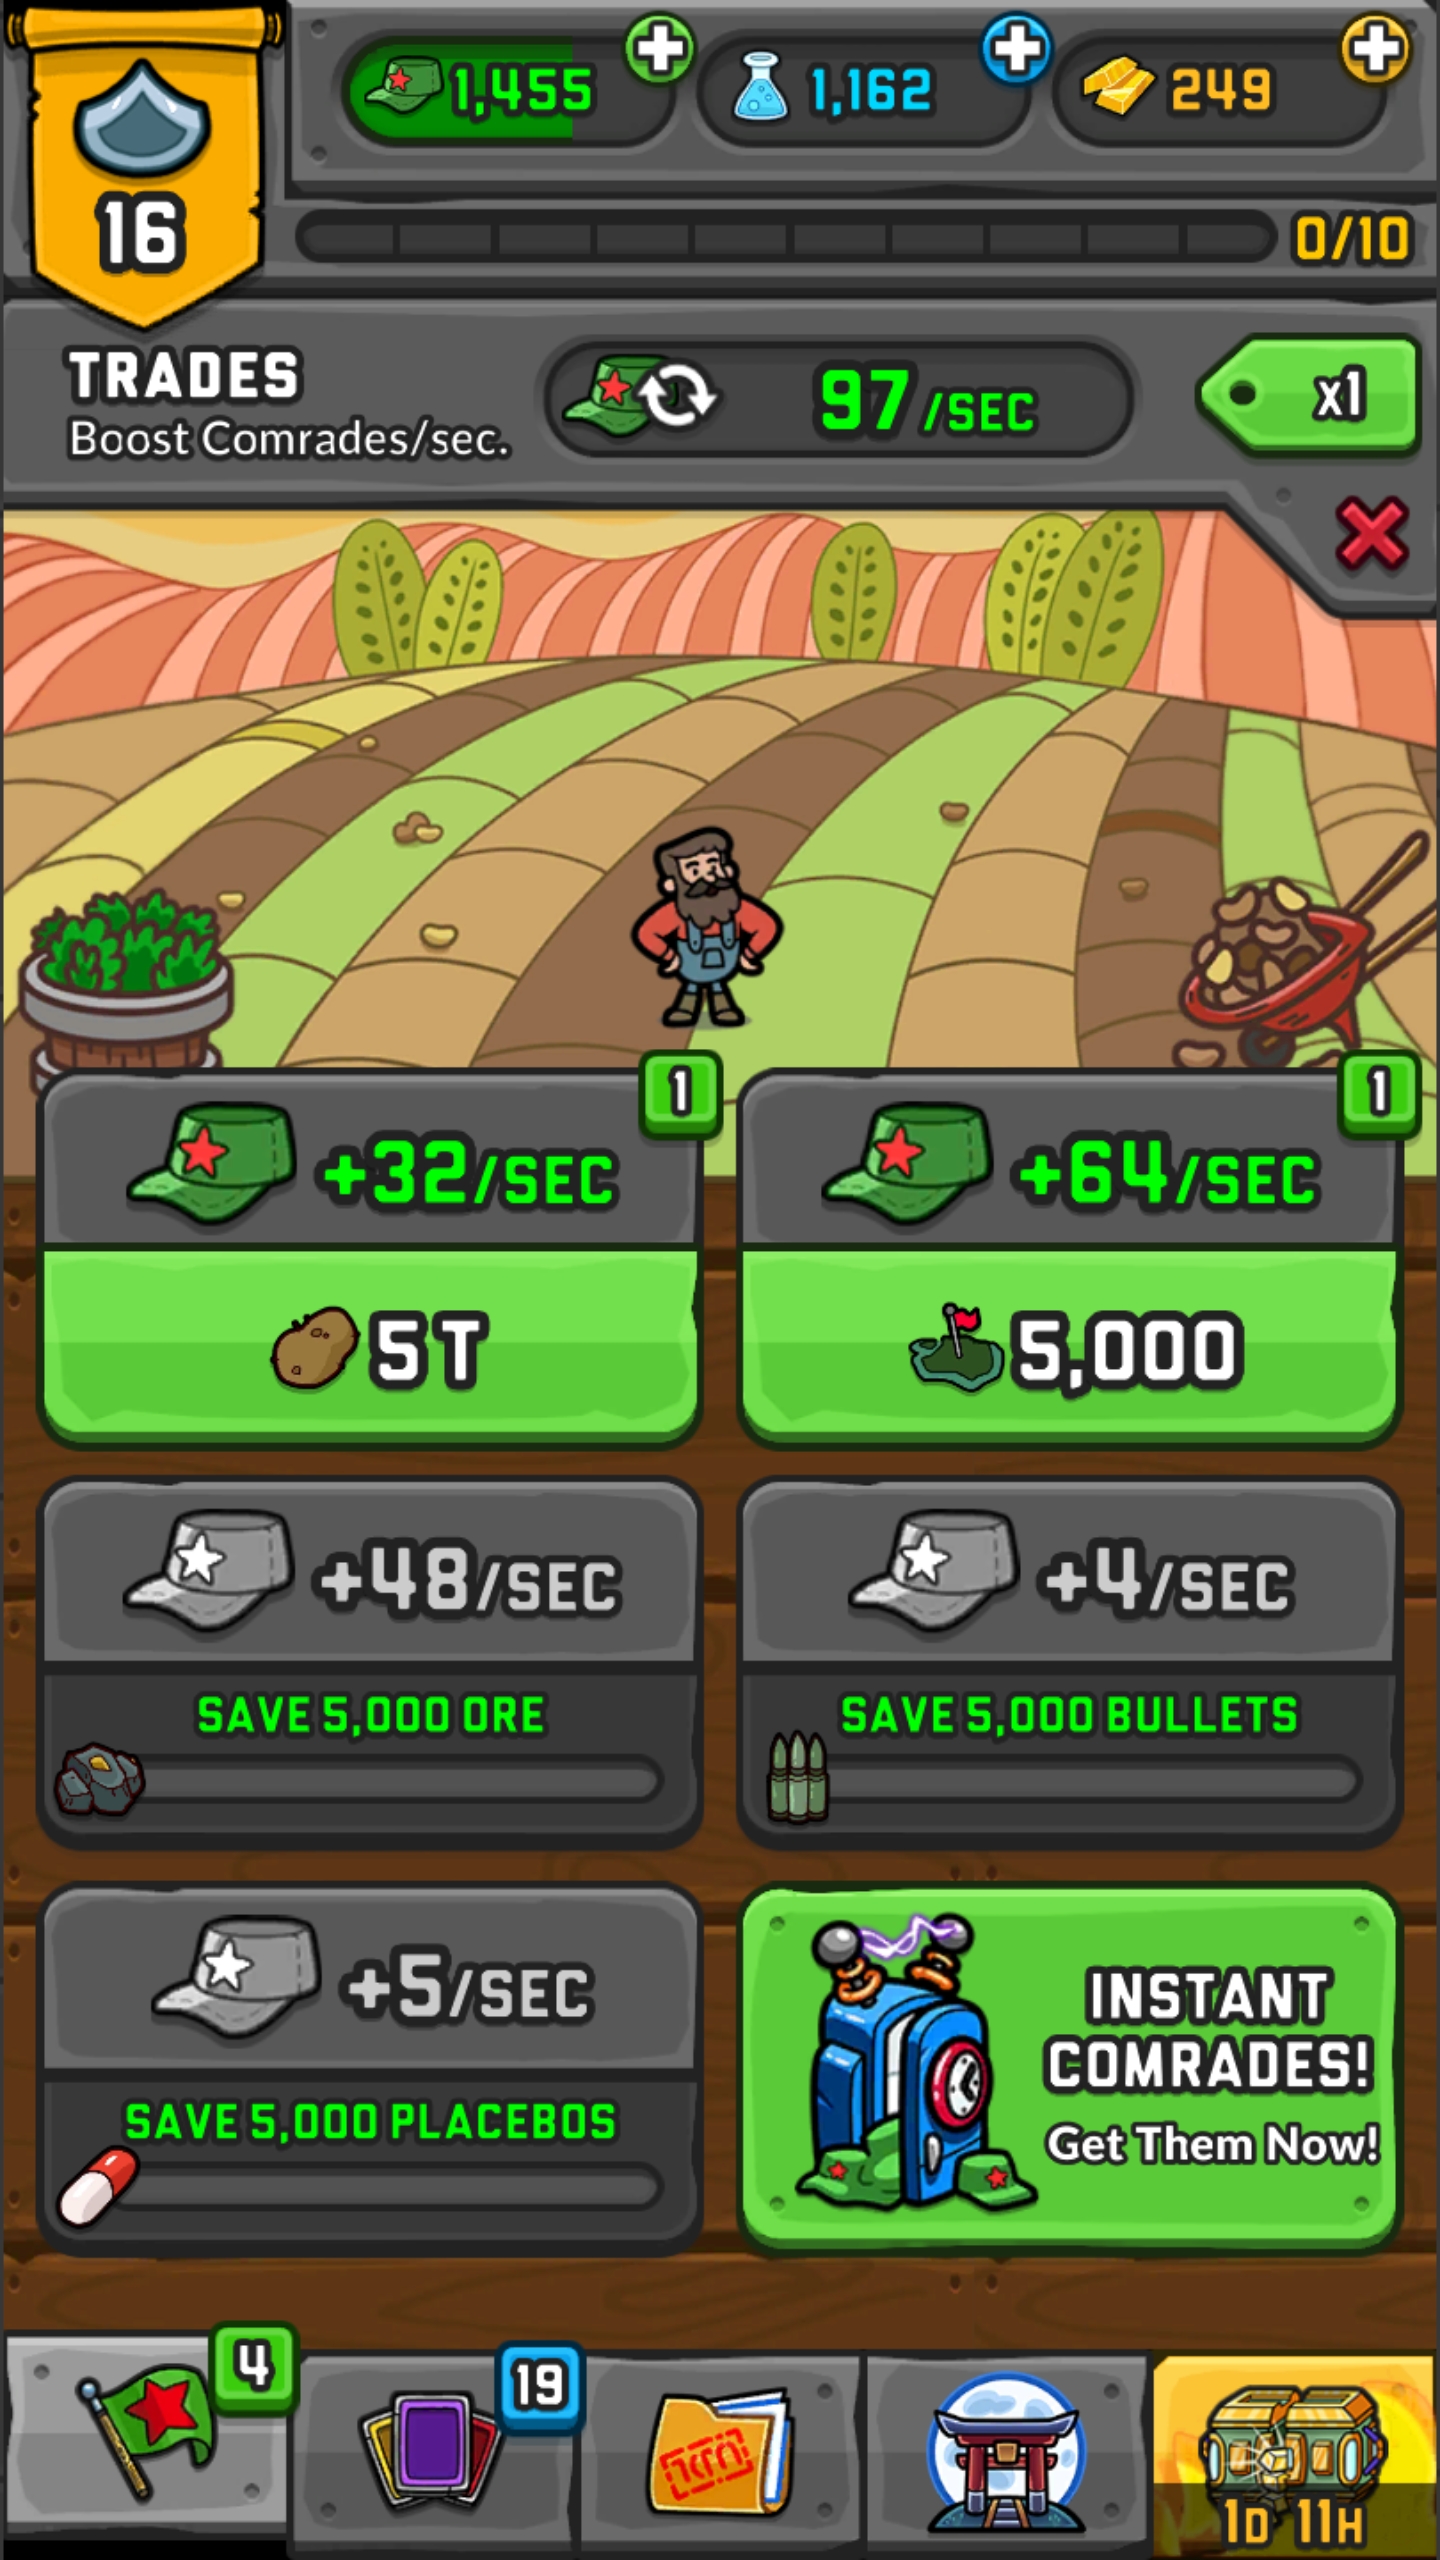 1,455
1,162
249
16
0/10
TRADES
Boost Comrades/sec.
97/SEC
x1
1
+32/SEC
5T
1
+64/SEC
5,000
+48/SEC
SAVE 5,000 ORE
+4/SEC
SAVE 5,000 BULLETS
+5/SEC
SAVE 5,000 PLACEBOS
INSTANT
COMRADES!
Get Them Now!
4
19
1D 11H